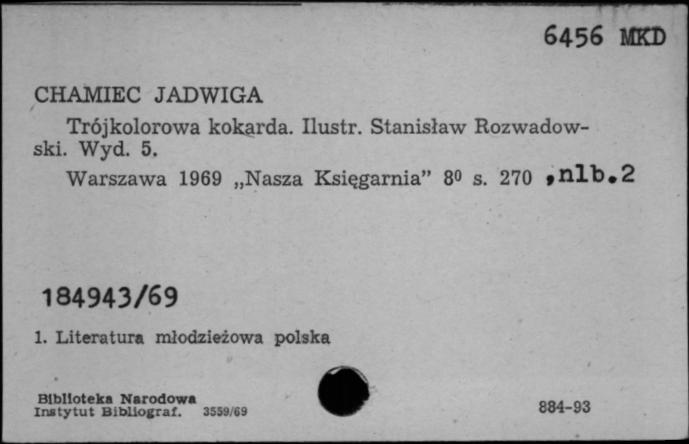 6456 MKD
CHAMIEC JADWIGA
Trójkolorowa kokarda. Ilustr. Stanisław Rozwadow-
ski. Wyd. 5.
Warszawa 1969 „Nasza Księgarnia” 8⁰ s. 270 ,nlb.2
184943/69
1. Literatura młodzieżowa polska
Biblioteka Narodowa
Instytut Bibliograf. 3559/69
884-93